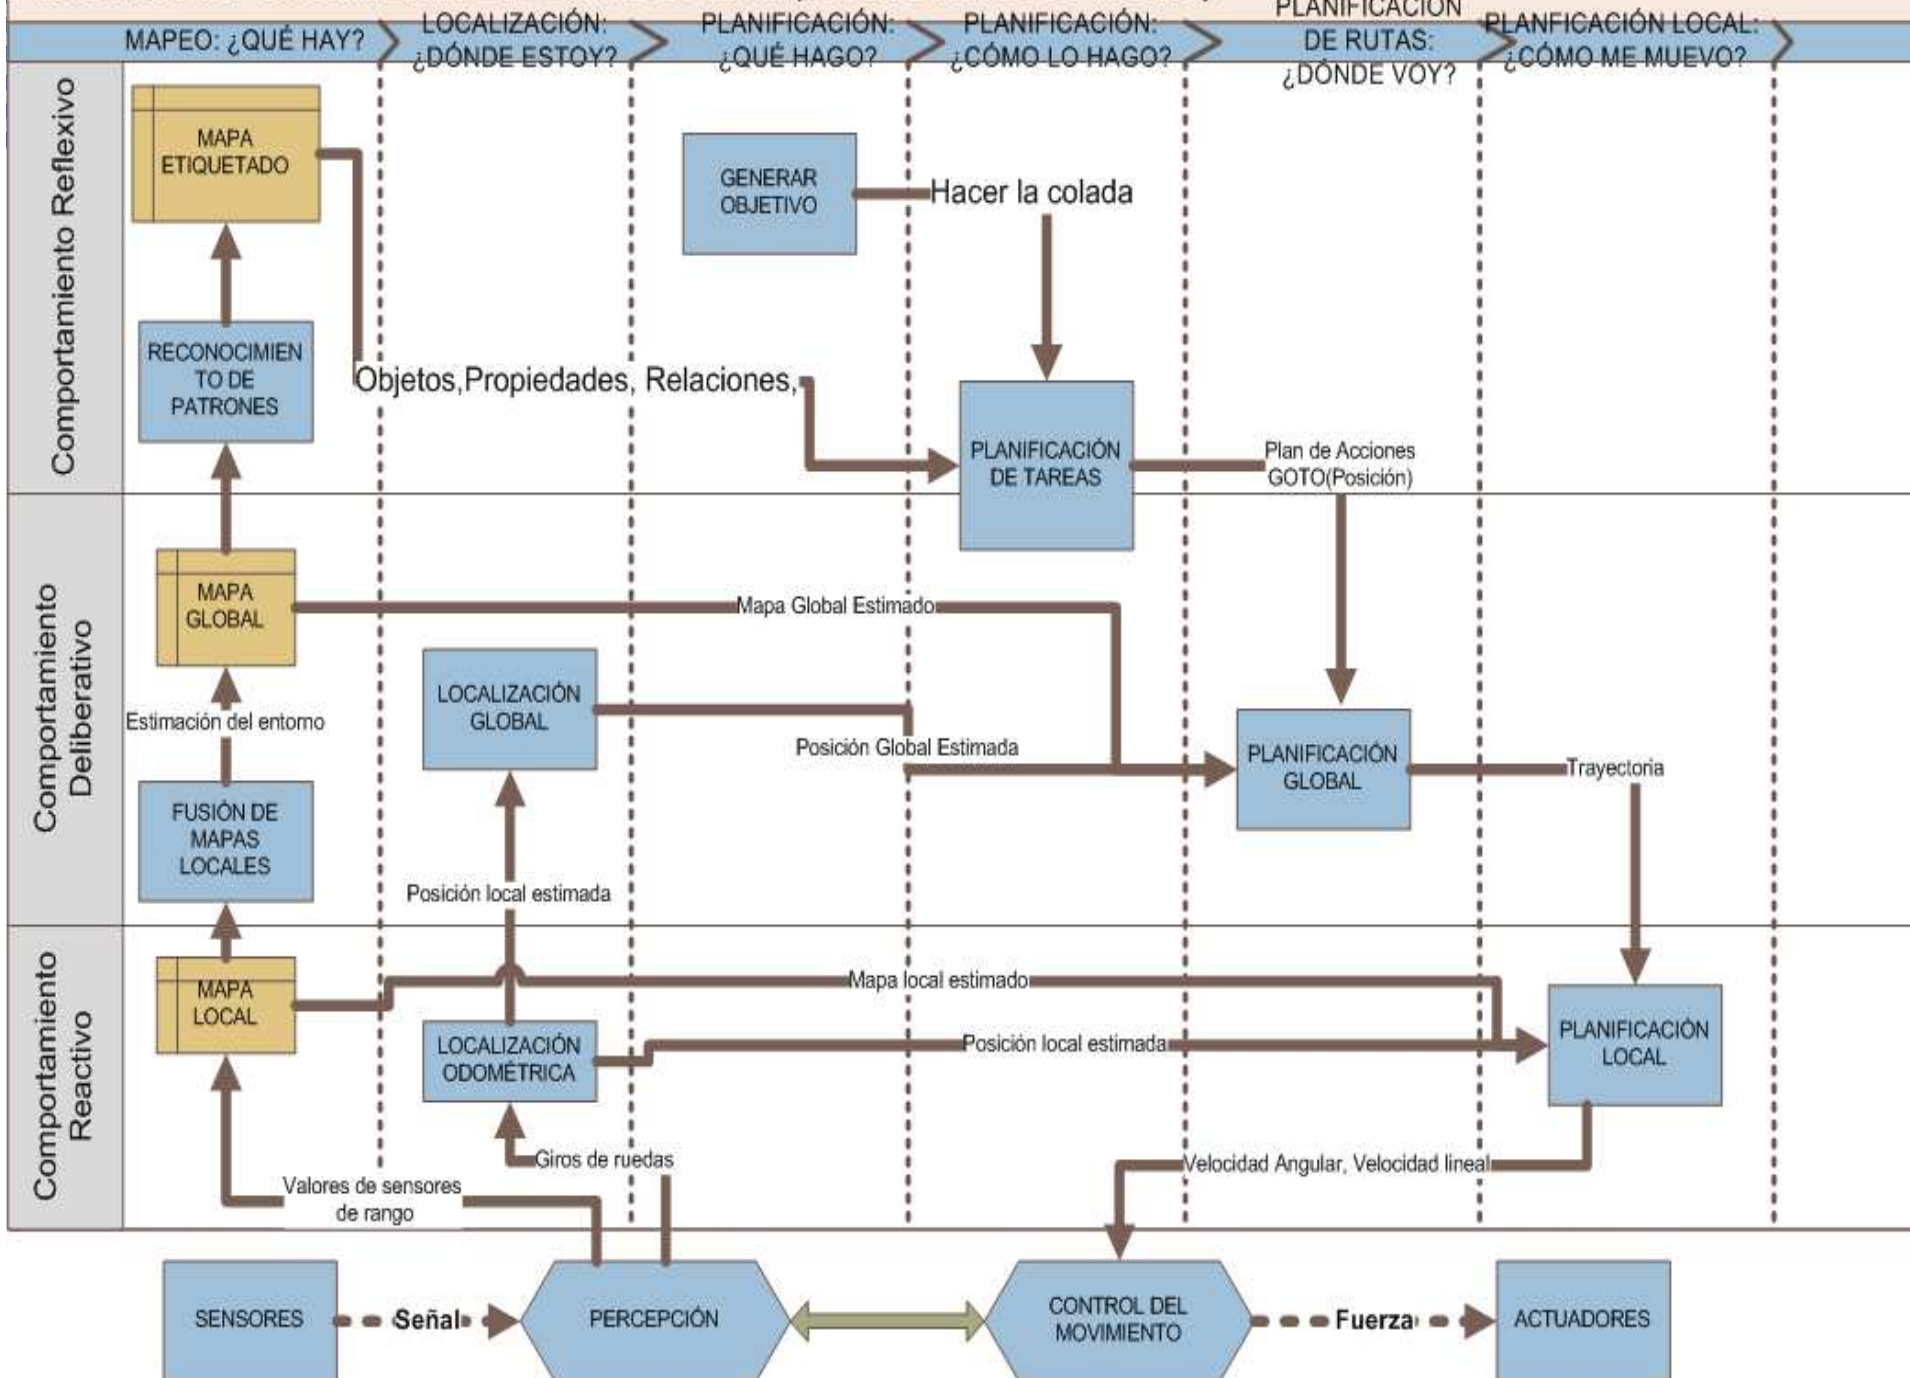 MAPEO: ¿QUÉ HAY?
LOCALIZACIÓN:
¿DÓNDE ESTOY?
PLANIFICACIÓN:
¿QUÉ HAGO?
PLANIFICACIÓN:
¿CÓMO LO HAGO?
PLANIFICACIÓN
DE RUTAS:
¿DÓNDE VOY?
PLANFICACIÓN LOCAL:
¿CÓMO ME MUEVO?
Comportamiento Reflexivo
MAPA
ETIQUETADO
GENERAR
OBJETIVO
Hacer la colada
RECONOCIMIEN
TO DE
PATRONES
Objetos,Propiedades, Relaciones,
PLANIFICACIÓN
DE TAREAS
Plan de Acciones
GOTO(Posición)
Comportamiento
Deliberativo
MAPA
GLOBAL
Mapa Global Estimado
LOCALIZACIÓN
GLOBAL
Estimación del entorno
Posición Global Estimada
PLANIFICACIÓN
GLOBAL
Trayectoria
FUSIÓN DE
MAPAS
LOCALES
Posición local estimada
Comportamiento
Reactivo
MAPA
LOCAL
Mapa local estimado
LOCALIZACIÓN
ODOMÉTRICA
Posición local estimada
PLANIFICACIÓN
LOCAL
Giros de ruedas
Velocidad Angular, Velocidad lineal
Valores de sensores
de rango
SENSORES
Señal
PERCEPCIÓN
CONTROL DEL
MOVIMIENTO
Fuerza
ACTUADORES